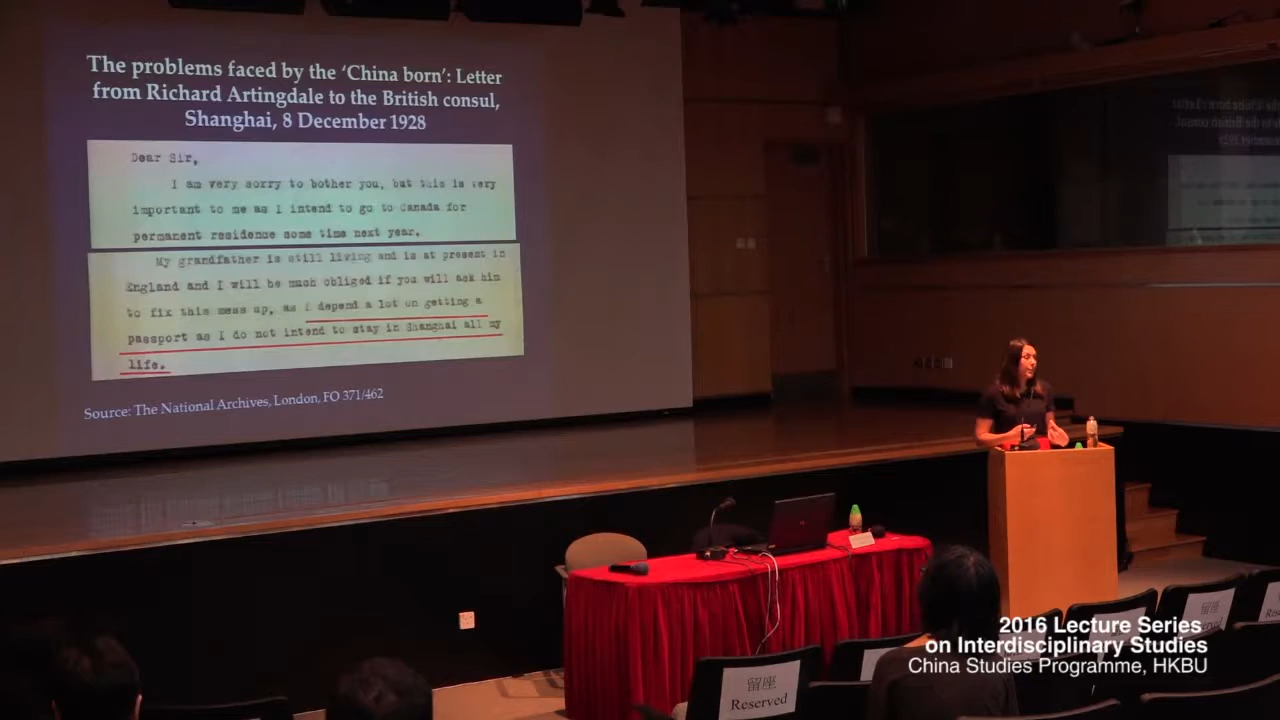 The problems faced by the ‘China born’: Letter
from Richard Artingdale to the British consul,
Shanghai, 8 December 1928
Dear Sir,
I am very sorry to bother you, but this is very
important to me as I intend to go to Canada for
permanent residence some time next year.
My grandfather is still living and is at present in
England and I will be much obliged if you will ask him
to fix this mess up, as I depend a lot on getting a
passport as I do not intend to stay in Shanghai all my
life.
Source: The National Archives, London, FO 371/462
2016 Lecture Series
on Interdisciplinary Studies
China Studies Programme, HKBU
留座
Reserved